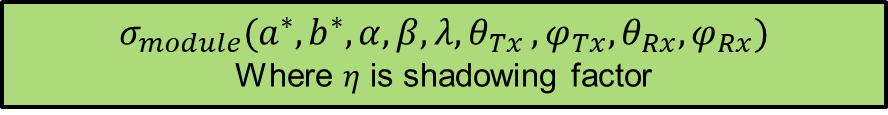 σ_module(a*, b*, α, β, λ, θ_Tx , φ_Tx, θ_Rx, φ_Rx)
Where η is shadowing factor